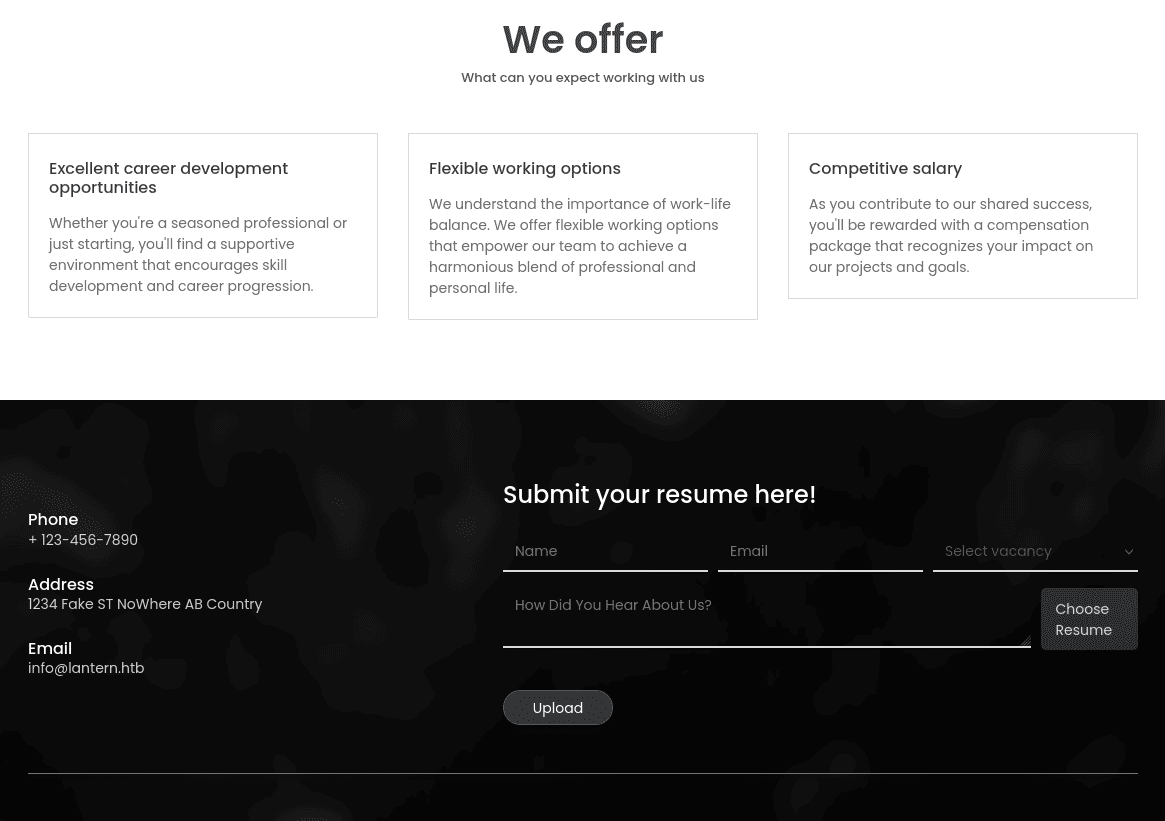 We offer
What can you expect working with us
Excellent career development
opportunities
Whether you're a seasoned professional or
just starting, you'll find a supportive
environment that encourages skill
development and career progression.
Flexible working options
We understand the importance of work-life
balance. We offer flexible working options
that empower our team to achieve a
harmonious blend of professional and
personal life.
Competitive salary
As you contribute to our shared success,
you'll be rewarded with a compensation
package that recognizes your impact on
our projects and goals.
Phone
+ 123-456-7890
Address
1234 Fake ST NoWhere AB Country
Email
info@lantern.htb
Submit your resume here!
Name
Email
Select vacancy
How Did You Hear About Us?
Choose
Resume
Upload